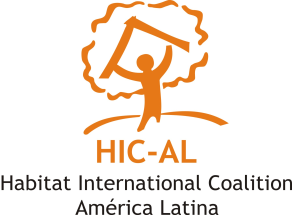 HIC-AL
Habitat International Coalition
América Latina